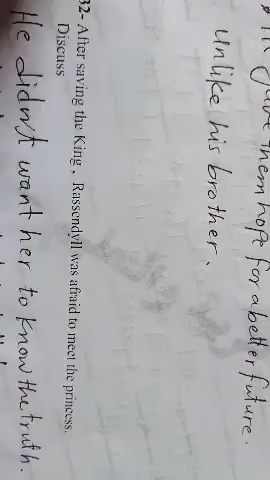 them hope for a better future.
Unlike his brother,
32- After saving the King, Rassendyll was afraid to meet the princess.
Discuss
He didn't want her to know the truth.